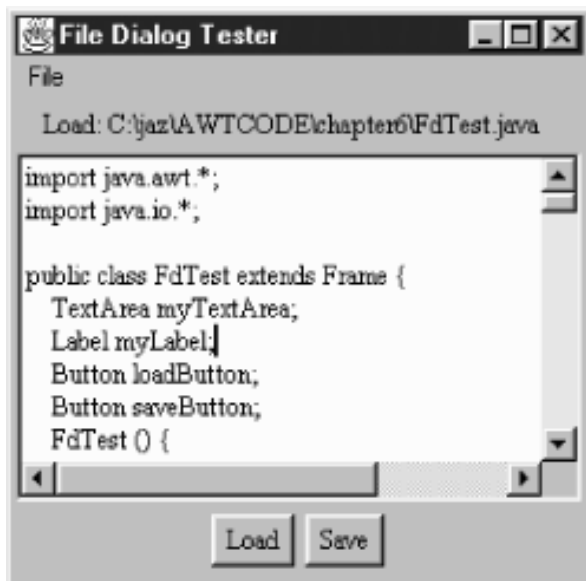 File Dialog Tester
File
Load: C:\jaz\AWTCODE\chapter6\FdTest.java
import java.awt.*;
import java.io.*;
public class FdTest extends Frame {
TextArea myTextArea;
Label myLabel;
Button loadButton;
Button saveButton;
FdTest () {
Load Save